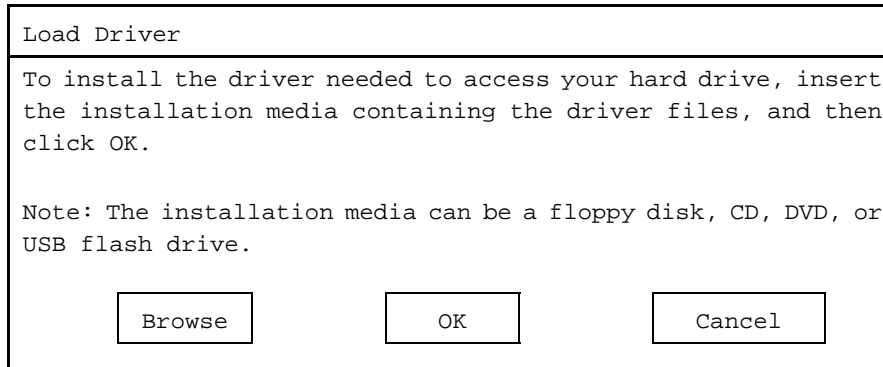 Load Driver
To install the driver needed to access your hard drive, insert
the installation media containing the driver files, and then
click OK.
Note: The installation media can be a floppy disk, CD, DVD, or
USB flash drive.
Browse OK Cancel